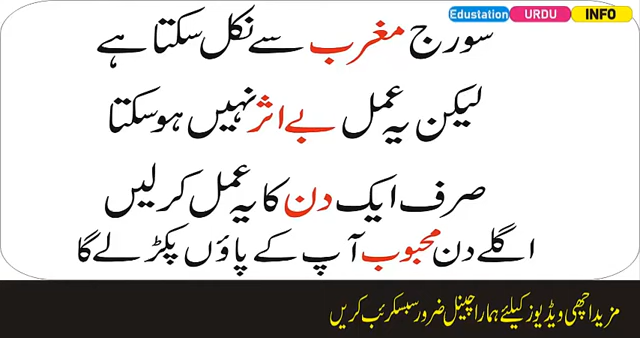 Edustation URDU INFO
سورج مغرب سے نکل سکتا ہے
لیکن یہ عمل بے اثر نہیں ہو سکتا
صرف ایک دن کا یہ عمل کر لیں
اگلے دن محبوب آپ کے پاؤں پکڑ لے گا
مزید اچھی ویڈیوز کیلئے ہمارا چینل ضرور سبسکرائب کریں